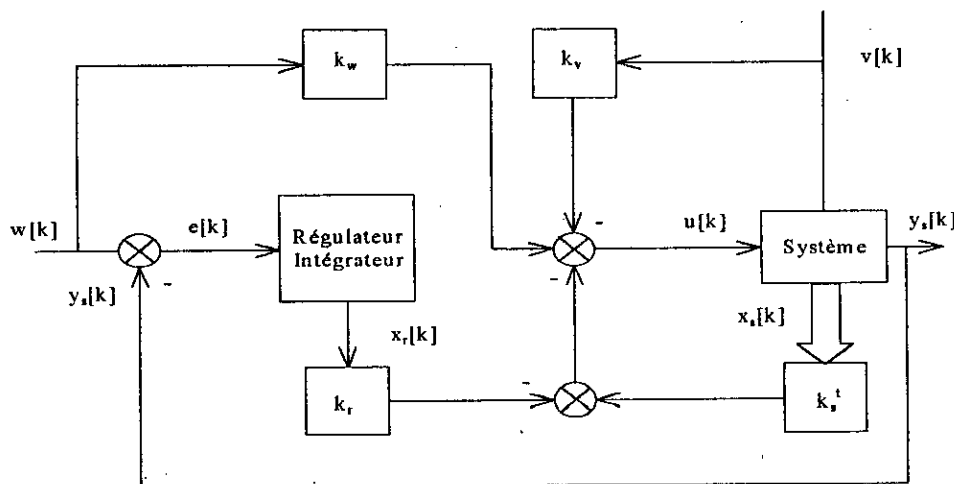 k_w
k_v
v[k]
w[k]
e[k]
Régulateur
Intégrateur
u[k]
Système
y_s[k]
y_s[k]
-
-
-
x_r[k]
x_s[k]
k_r
-
k_s^t